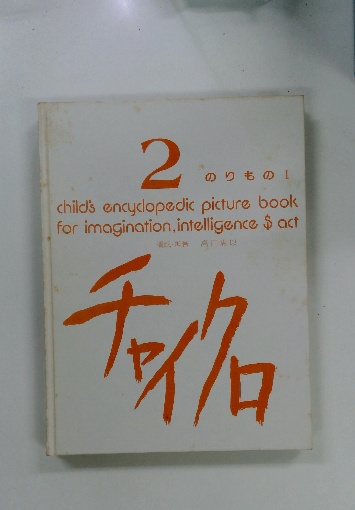 2 のりもの I
child's encyclopedic picture book
for imagination, intelligence $ act
チャイクロ